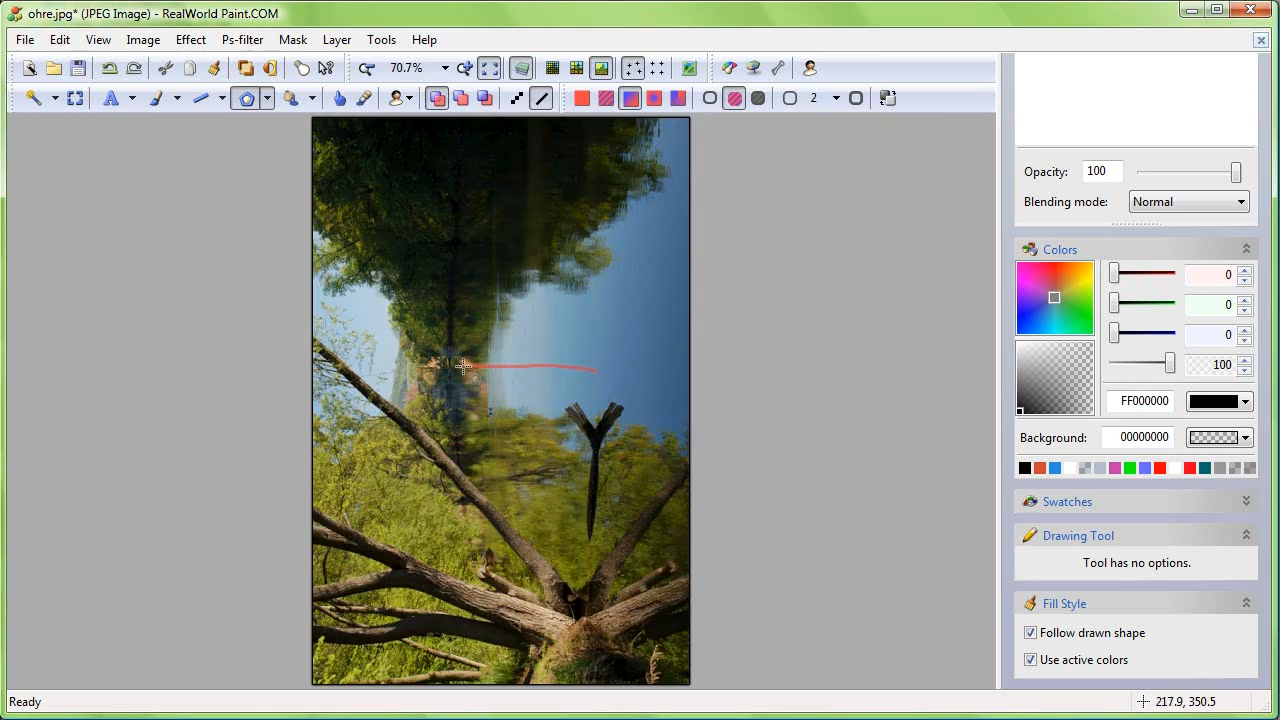 ohre.jpg* (JPEG Image) - RealWorld Paint.COM
File Edit View Image Effect Ps-filter Mask Layer Tools Help
70.7%
2
Opacity: 100
Blending mode: Normal
Colors
0
0
0
100
FF000000
Background: 00000000
Swatches
Drawing Tool
Tool has no options.
Fill Style
Follow drawn shape
Use active colors
Ready
217.9, 350.5